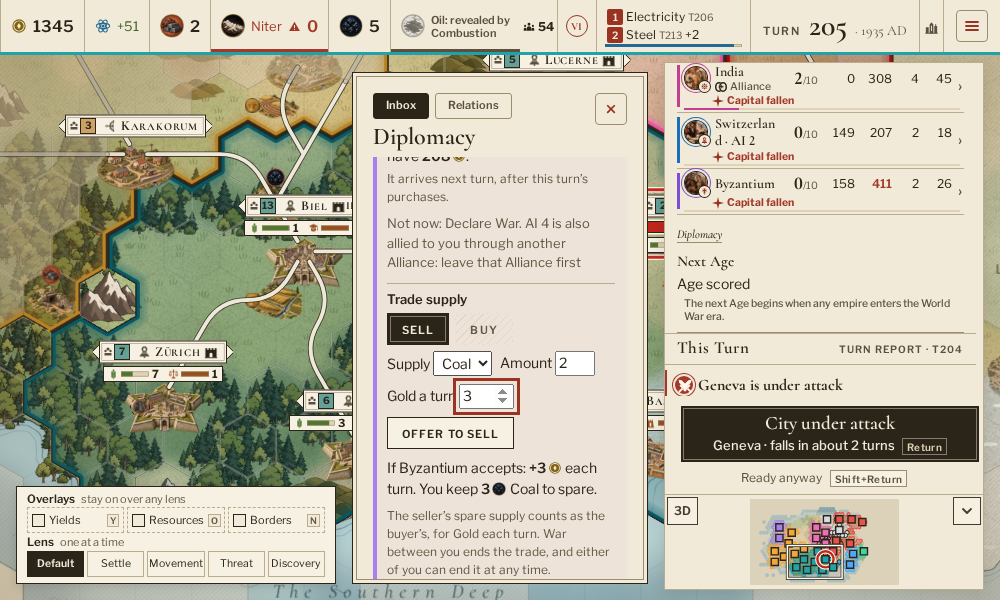 1345
+51
2
Niter 0
5
Oil: revealed by Combustion
54
VI
1 Electricity T206
2 Steel T213 +2
TURN 205 · 1935 AD
5 LUCERNE
3 KARAKORUM
13 BIEL
1
7 ZÜRICH
7 1
6
3
Inbox
Relations
×
Diplomacy
have 208.
It arrives next turn, after this turn's
purchases.
Not now: Declare War. AI 4 is also
allied to you through another
Alliance: leave that Alliance first
Trade supply
SELL
BUY
Supply Coal Amount 2
Gold a turn 3
OFFER TO SELL
If Byzantium accepts: +3 each
turn. You keep 3 Coal to spare.
The seller's spare supply counts as the
buyer's, for Gold each turn. War
between you ends the trade, and either
of you can end it at any time.
India 2/10 0 308 4 45 ›
Alliance
Capital fallen
Switzerlan
d · AI 2 0/10 149 207 2 18 ›
Capital fallen
Byzantium 0/10 158 411 2 26 ›
Capital fallen
Diplomacy
Next Age
Age scored
The next Age begins when any empire enters the World
War era.
This Turn
TURN REPORT · T204
Geneva is under attack
City under attack
Geneva · falls in about 2 turns Return
Ready anyway Shift+Return
3D
Overlays stay on over any lens
Yields Y
Resources O
Borders N
Lens one at a time
Default
Settle
Movement
Threat
Discovery
The Southern Deep